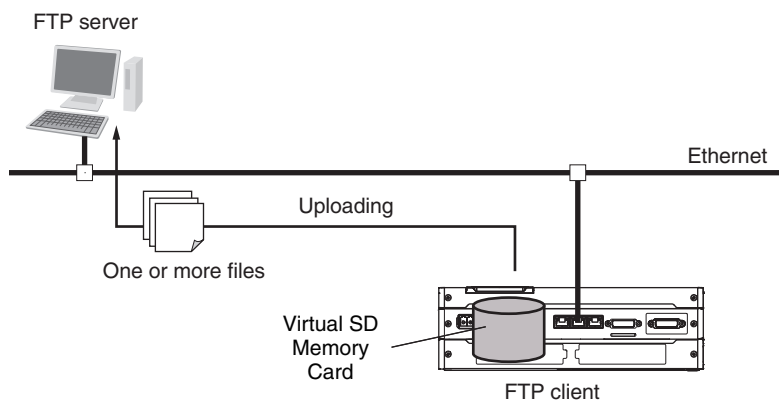 FTP server
Ethernet
Uploading
One or more files
Virtual SD
Memory
Card
FTP client